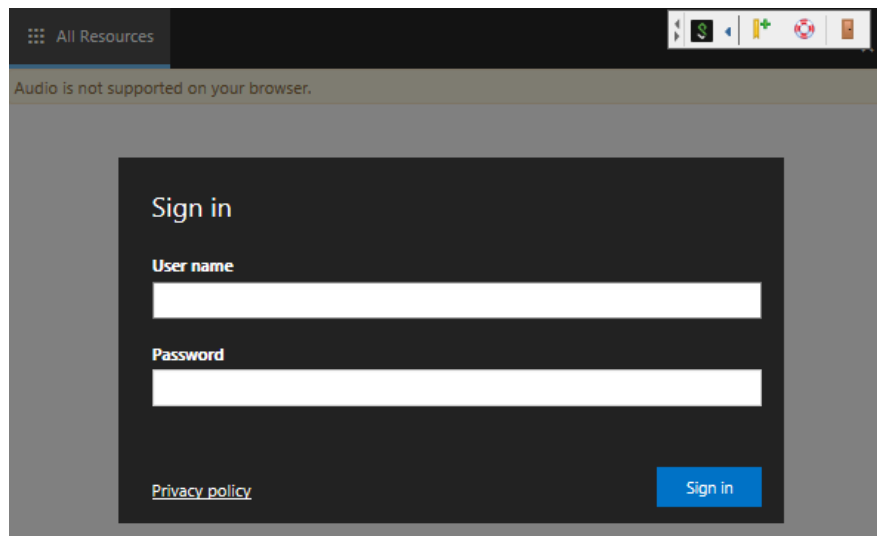 All Resources
Audio is not supported on your browser.
Sign in
User name
Password
Privacy policy
Sign in